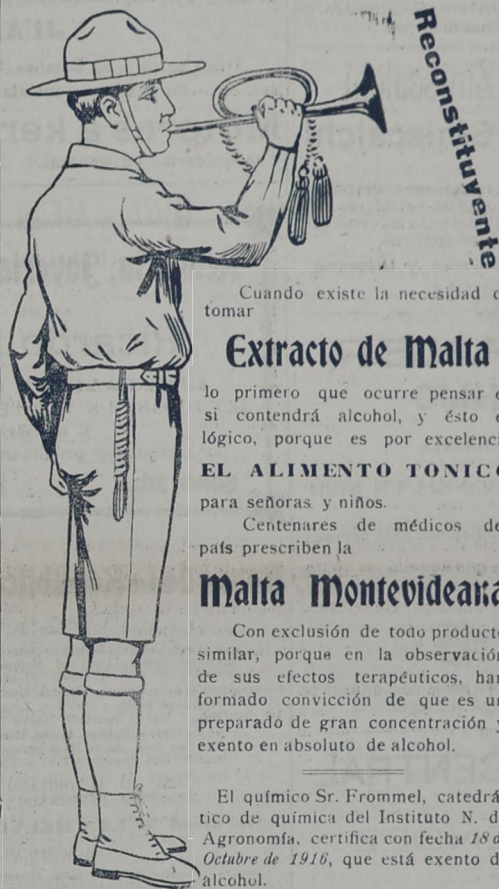 Reconstituyente
Cuando existe la necesidad d
tomar
Extracto de Malta
lo primero que ocurre pensar e
si contendrá alcohol, y ésto e
lógico, porque es por excelenci
EL ALIMENTO TONICO
para señoras y niños.
Centenares de médicos de
país prescriben la
Malta Montevideana
Con exclusión de todo producto
similar, porque en la observación
de sus efectos terapéuticos, han
formado convicción de que es un
preparado de gran concentración y
exento en absoluto de alcohol.
El químico Sr. Frommel, catedrá
tico de química del Instituto N. d
Agronomía, certifica con fecha 18 d
Octubre de 1916, que está exento d
alcohol.